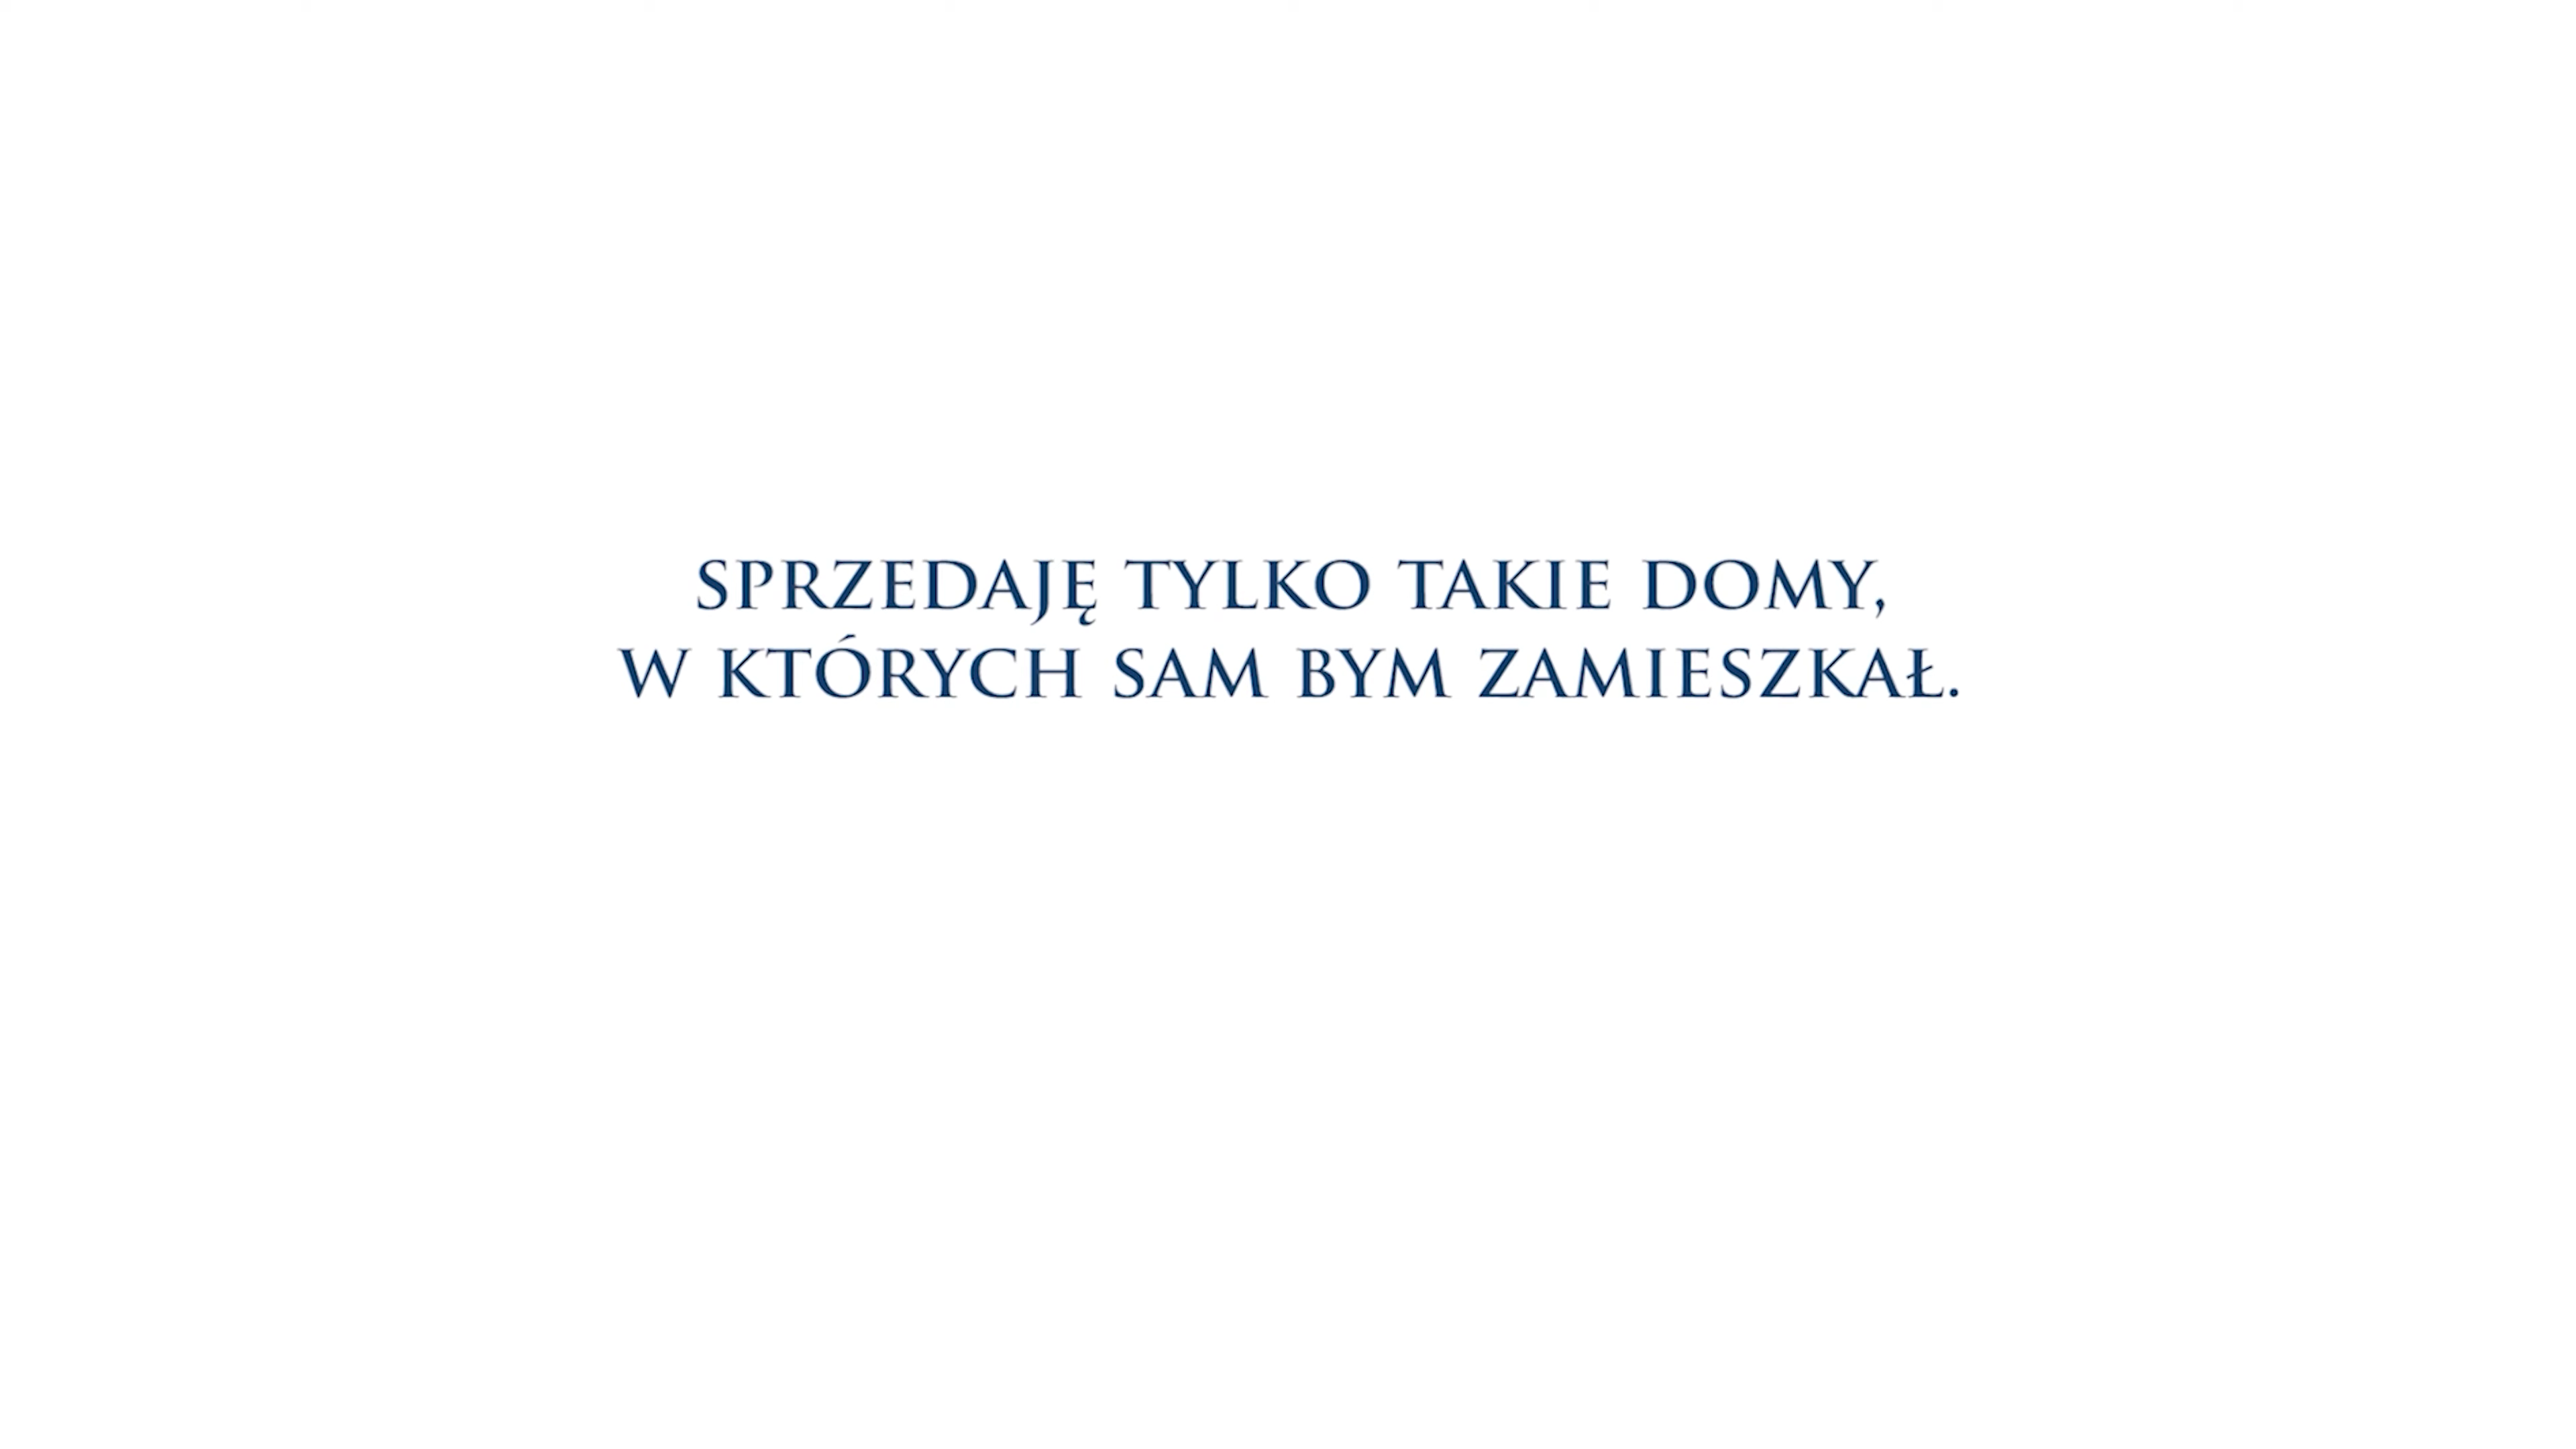 SPRZEDAJĘ TYLKO TAKIE DOMY,
W KTÓRYCH SAM BYM ZAMIESZKAŁ.